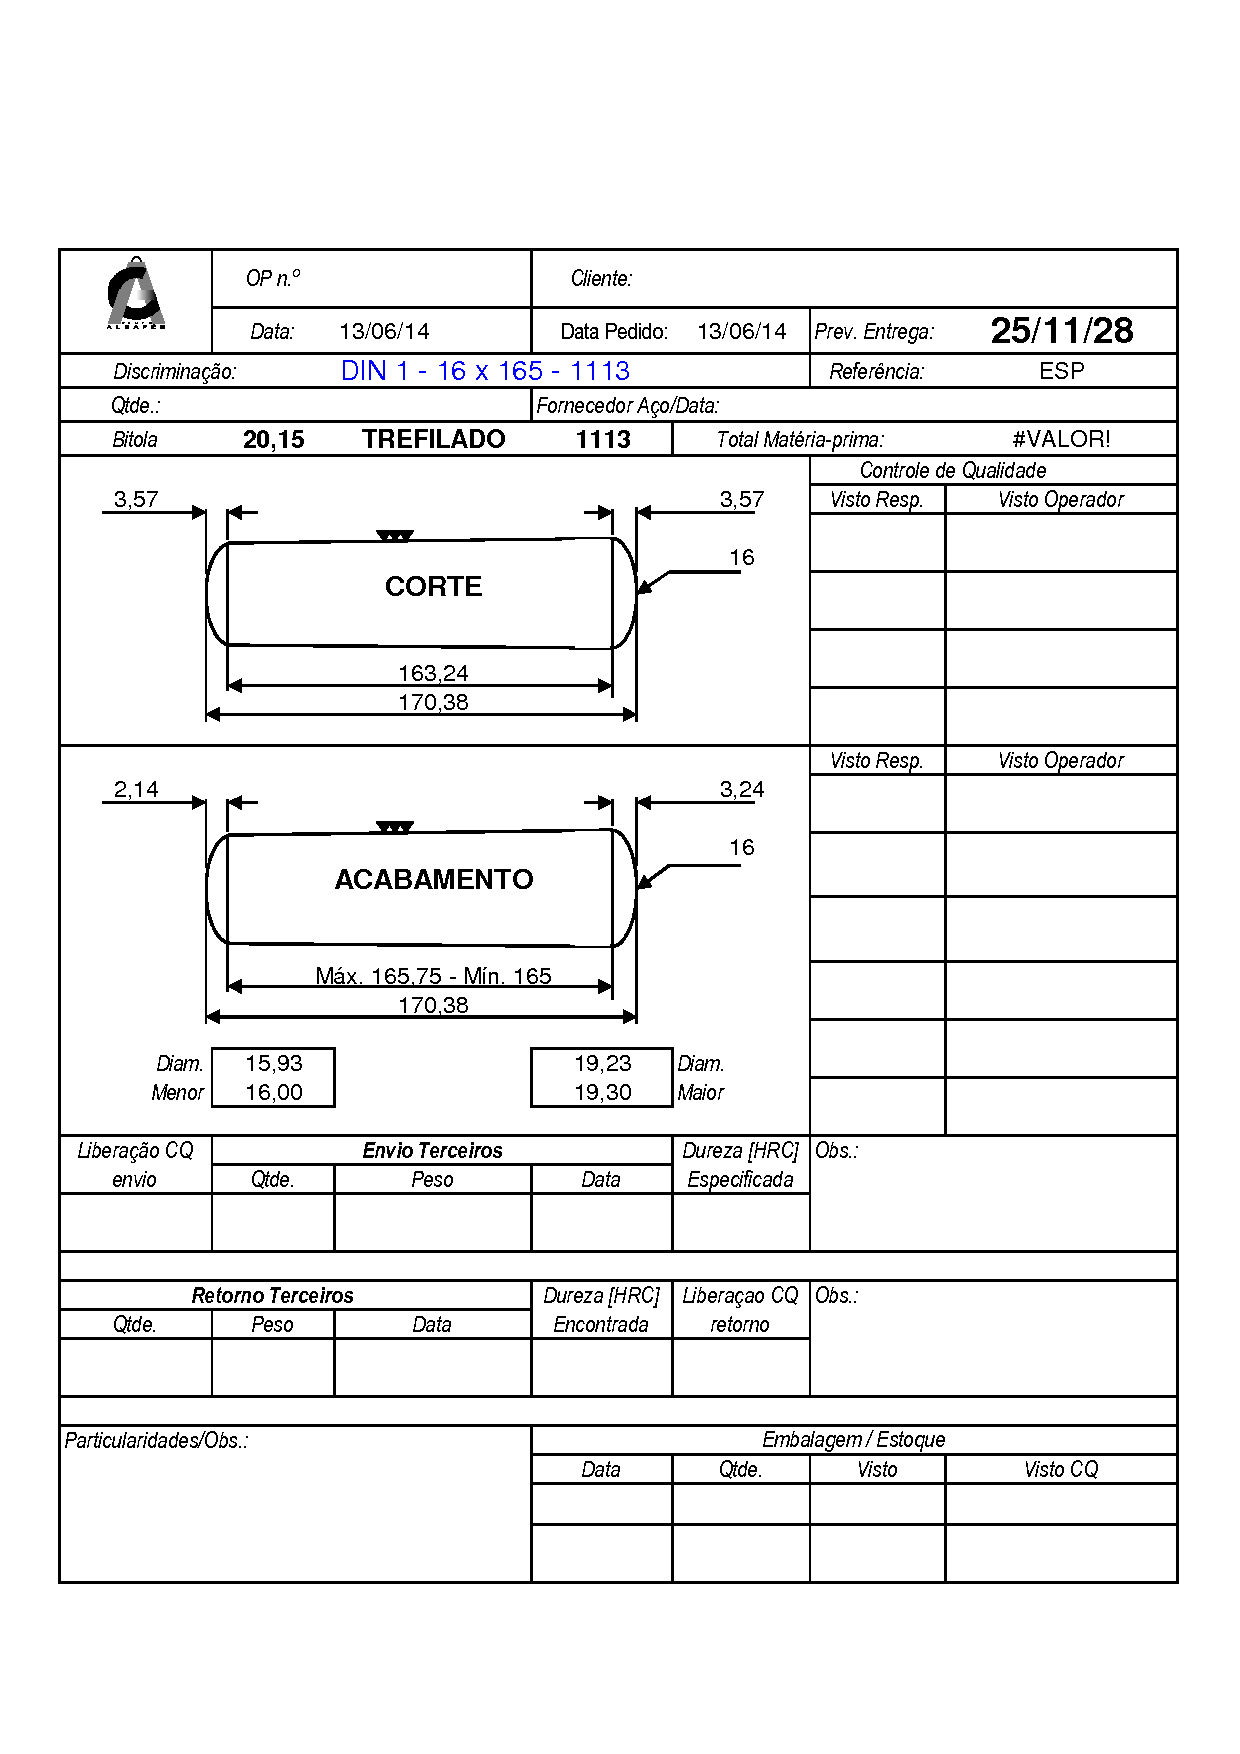 OP n.º
Cliente:
ALBAPÊS
Data: 13/06/14 Data Pedido: 13/06/14 Prev. Entrega: 25/11/28
Discriminação: DIN 1 - 16 x 165 - 1113 Referência: ESP
Qtde.: Fornecedor Aço/Data:
Bitola 20,15 TREFILADO 1113 Total Matéria-prima: #VALOR!
Controle de Qualidade
3,57 3,57 Visto Resp. Visto Operador
16
CORTE
163,24
170,38
Visto Resp. Visto Operador
2,14 3,24
16
ACABAMENTO
Máx. 165,75 - Mín. 165
170,38
Diam. 15,93 19,23 Diam.
Menor 16,00 19,30 Maior
Liberação CQ Envio Terceiros Dureza [HRC] Obs.:
envio Qtde. Peso Data Especificada
Retorno Terceiros Dureza [HRC] Liberaçao CQ Obs.:
Qtde. Peso Data Encontrada retorno
Particularidades/Obs.: Embalagem / Estoque
Data Qtde. Visto Visto CQ